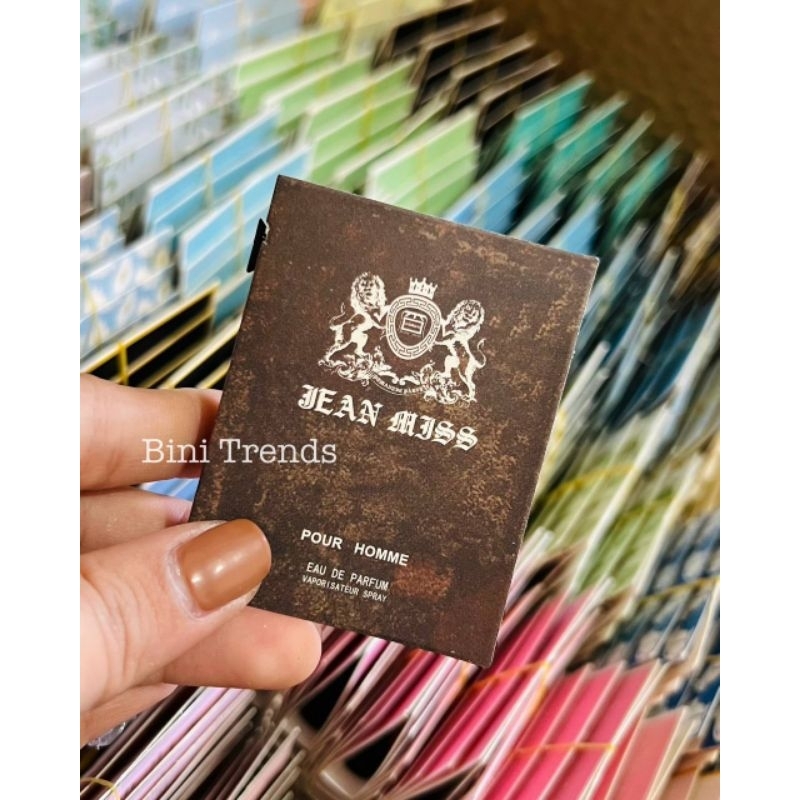 JEAN MISS
Bini Trends
POUR HOMME
EAU DE PARFUM
VAPORISATEUR SPRAY